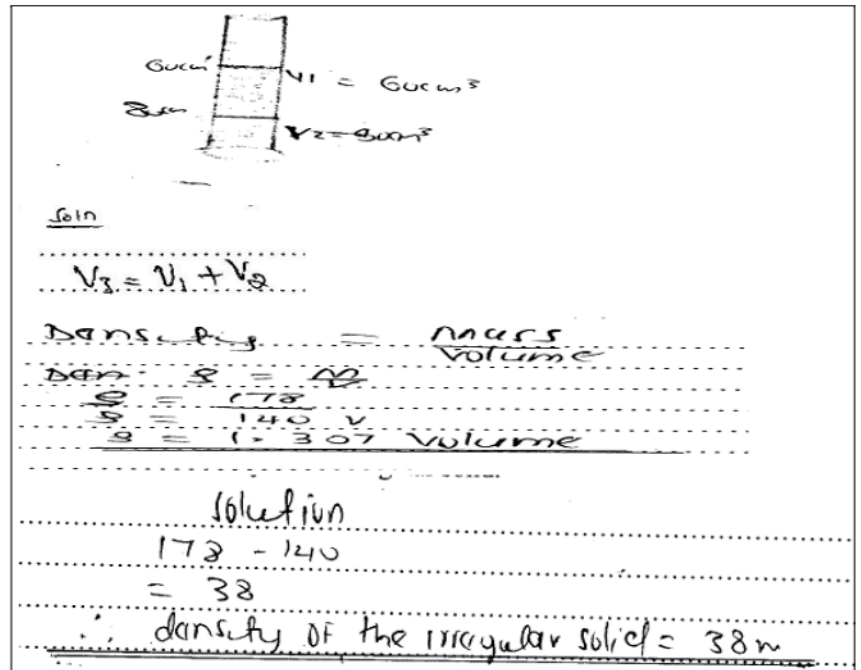 60cm³ V1 = 60cm³
80cm V2 = 80cm³
Soln
V3 = V1 + V2
Density = mass
volume
Den: ρ = m/v
ρ = 178
ρ = 140 v
ρ = 1.307 Volume
Solution
178 - 140
= 38
∴ density of the irregular solid = 38m